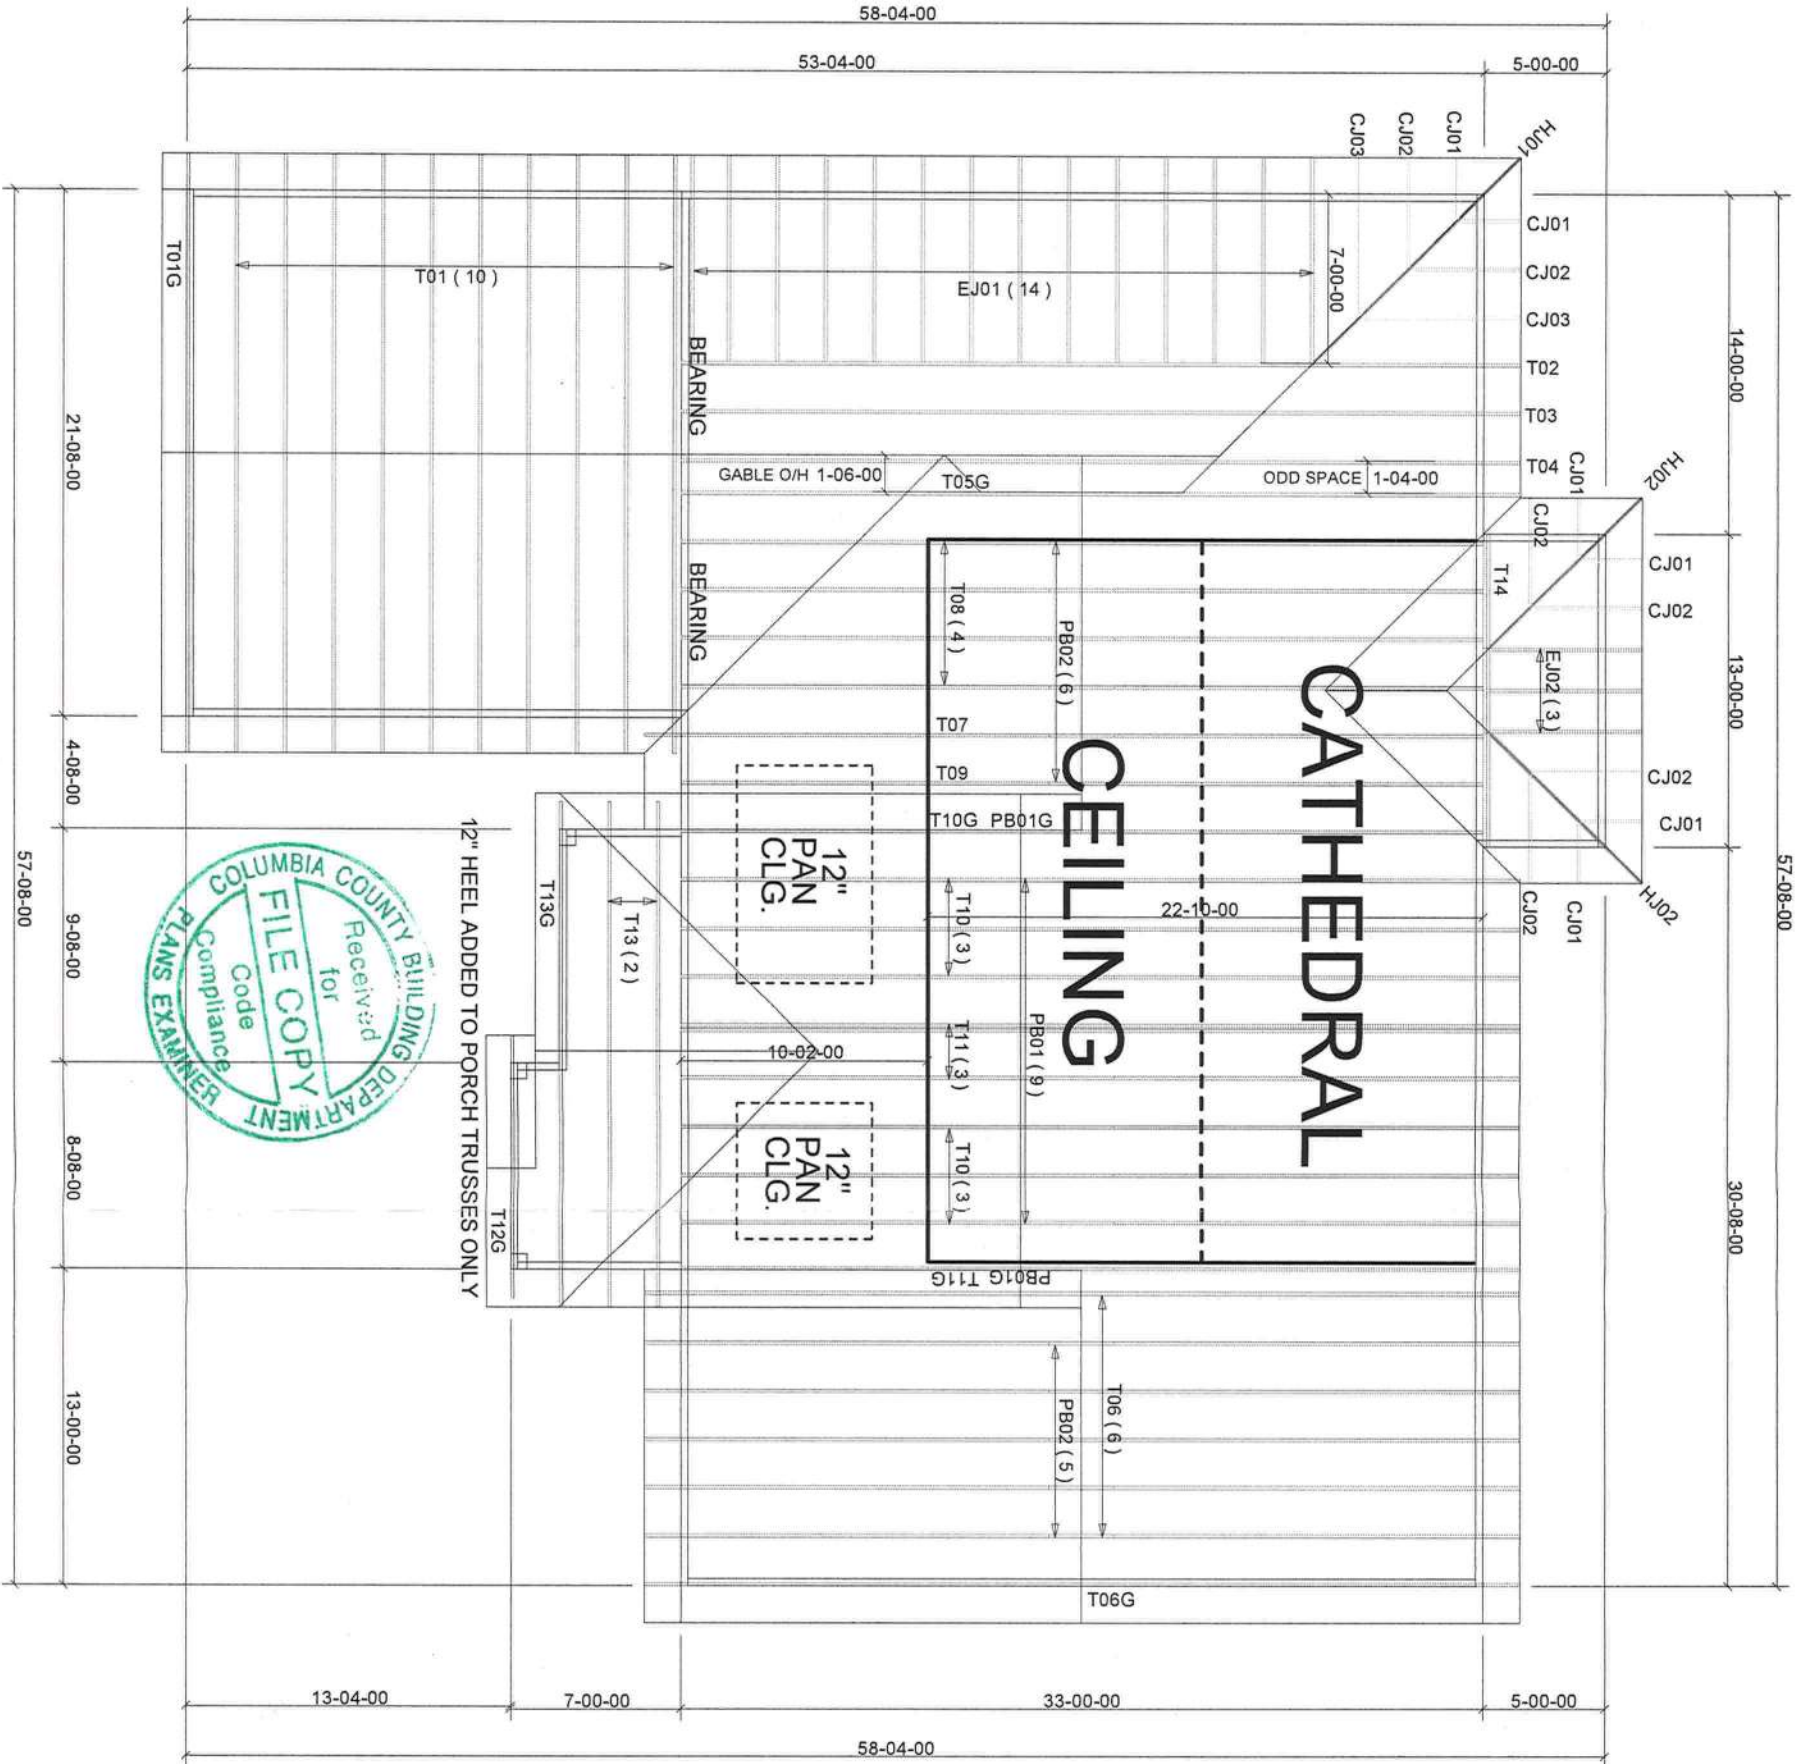 58-04-00
53-04-00
5-00-00
HJ01
CJ01
CJ02
CJ03
CJ01
CJ02
CJ03
T02
T03
T04
14-00-00
57-08-00
7-00-00
EJ01 ( 14 )
T01 ( 10 )
T01G
BEARING
BEARING
GABLE O/H 1-06-00
T05G
ODD SPACE
1-04-00
CJ01
HJ02
CJ02
T14
CJ01
CJ02
EJ02 ( 3 )
13-00-00
CJ02
CJ01
HJ02
CJ01
CJ02
CATHEDRAL
CEILING
T08 ( 4 )
PB02 ( 6 )
T07
T09
T10G PB01G
22-10-00
T10 ( 3 )
T11 ( 3 )
PB01 ( 9 )
10-02-00
T10 ( 3 )
PB01G T11G
12"
PAN
CLG.
12"
PAN
CLG.
21-08-00
4-08-00
9-08-00
8-08-00
13-00-00
57-08-00
T13G
T13 ( 2 )
T12G
12" HEEL ADDED TO PORCH TRUSSES ONLY
COLUMBIA COUNTY BUILDING DEPARTMENT
Received
for
FILE COPY
Code
Compliance
PLANS EXAMINER
30-08-00
T06 ( 6 )
PB02 ( 5 )
T06G
13-04-00
7-00-00
33-00-00
5-00-00
58-04-00